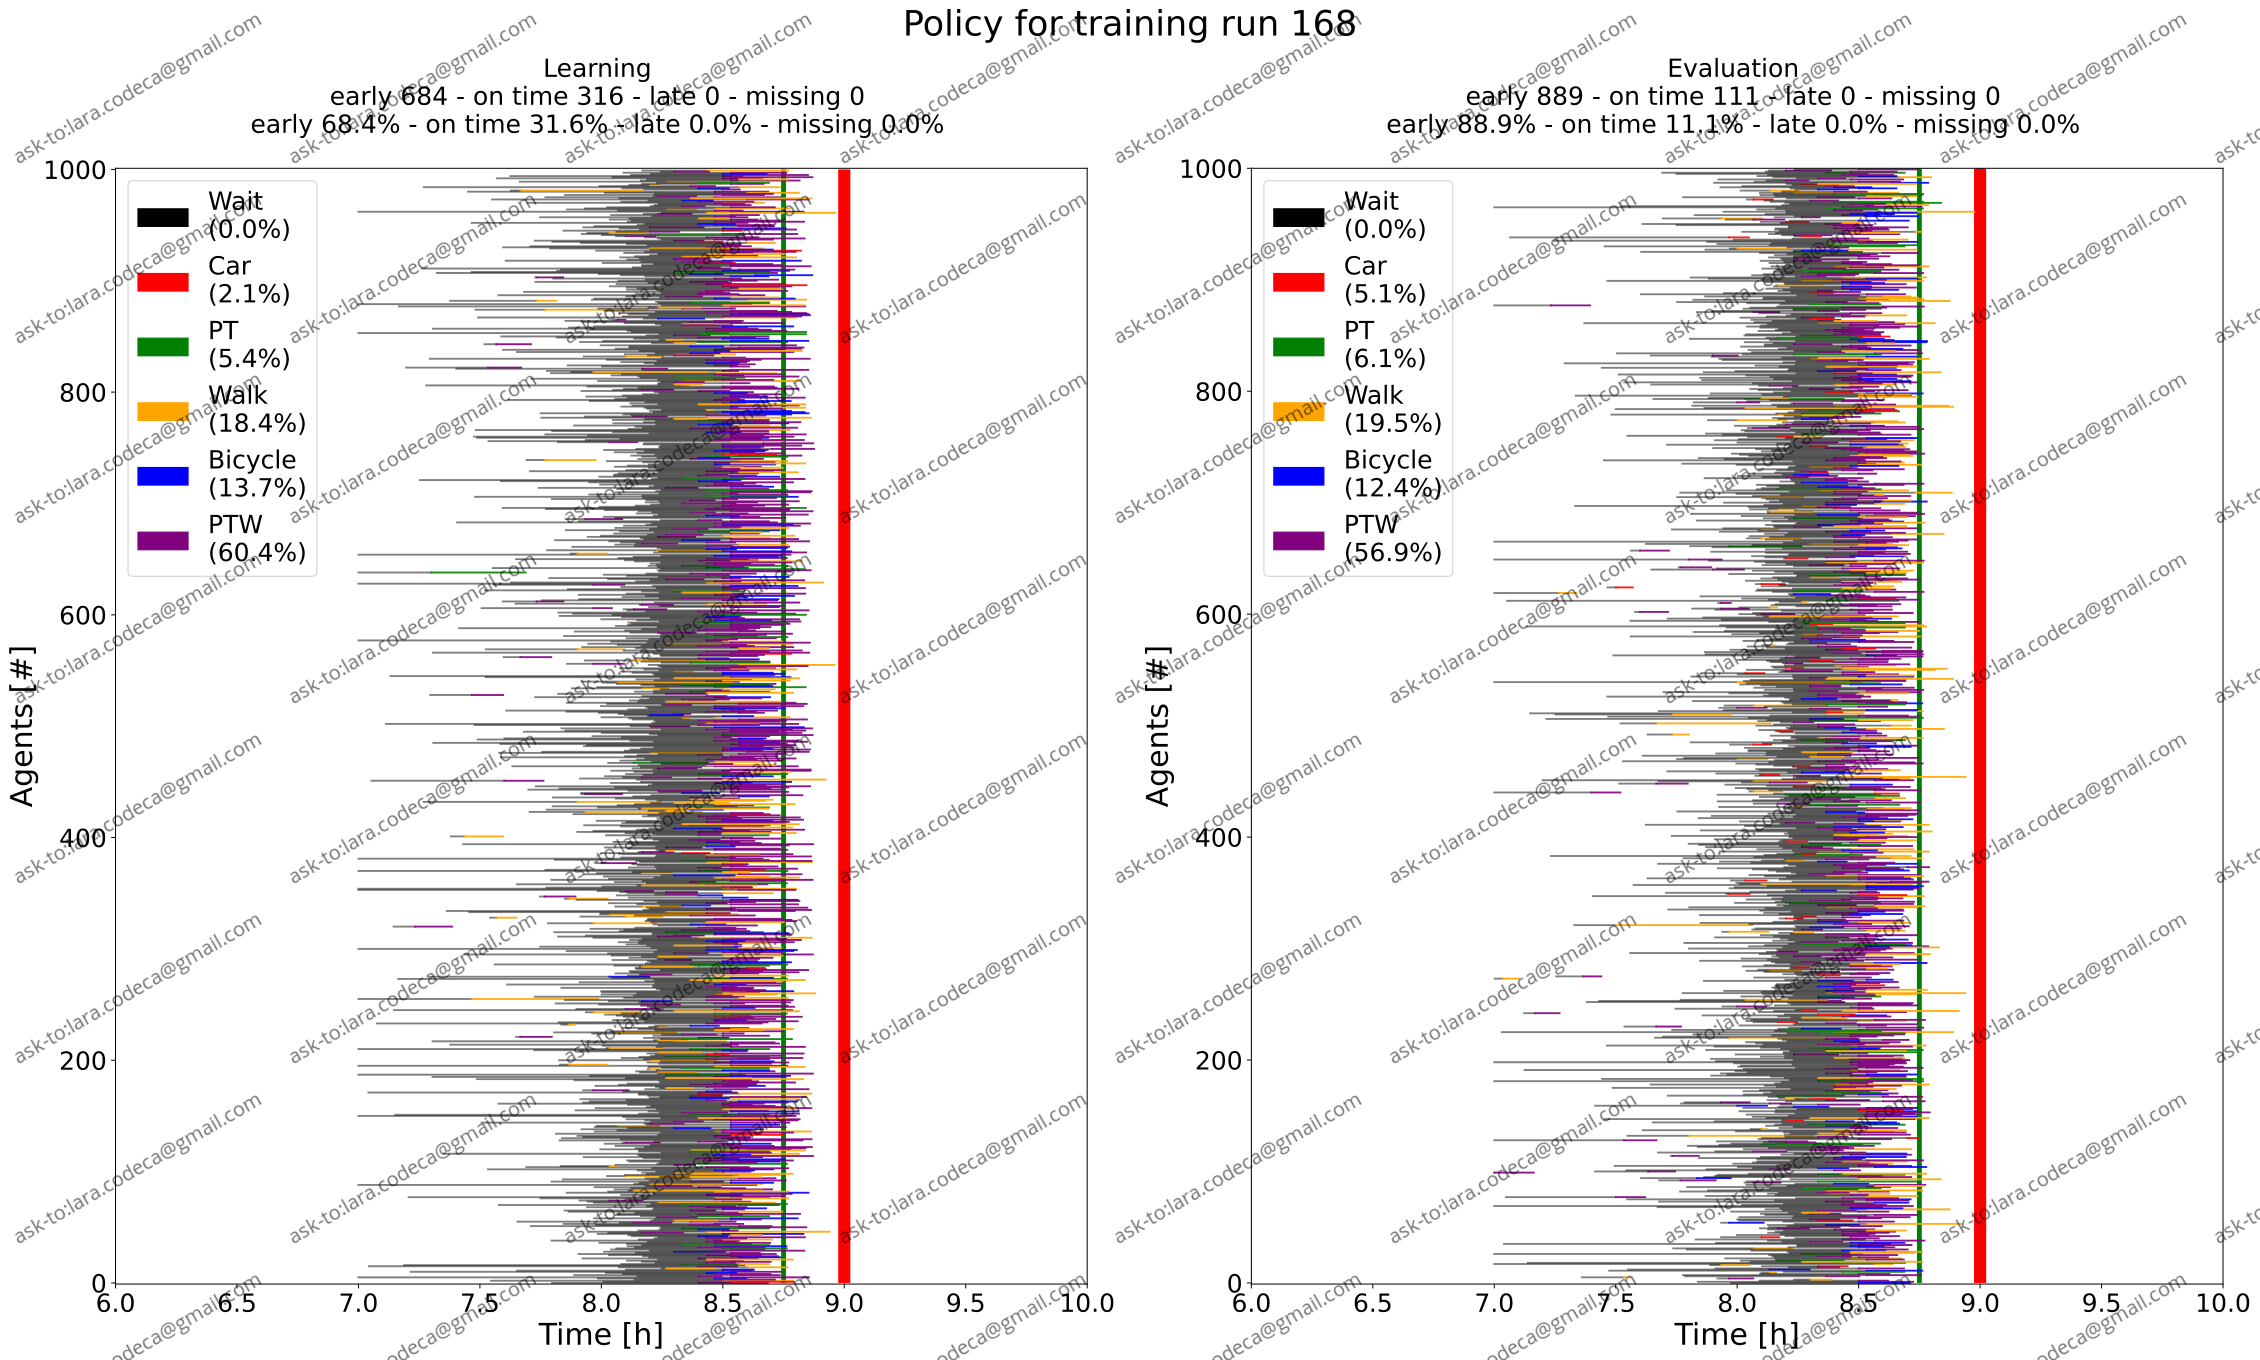 Policy for training run 168
Learning
early 684 - on time 316 - late 0 - missing 0
early 68.4% - on time 31.6% - late 0.0% - missing 0.0%
1000
800
600
400
200
0
Agents [#]
Wait
(0.0%)
Car
(2.1%)
PT
(5.4%)
Walk
(18.4%)
Bicycle
(13.7%)
PTW
(60.4%)
6.0 6.5 7.0 7.5 8.0 8.5 9.0 9.5 10.0
Time [h]
Evaluation
early 889 - on time 111 - late 0 - missing 0
early 88.9% - on time 11.1% - late 0.0% - missing 0.0%
1000
800
600
400
200
0
Agents [#]
Wait
(0.0%)
Car
(5.1%)
PT
(6.1%)
Walk
(19.5%)
Bicycle
(12.4%)
PTW
(56.9%)
6.0 6.5 7.0 7.5 8.0 8.5 9.0 9.5 10.0
Time [h]
ask-to:lara.codeca@gmail.com